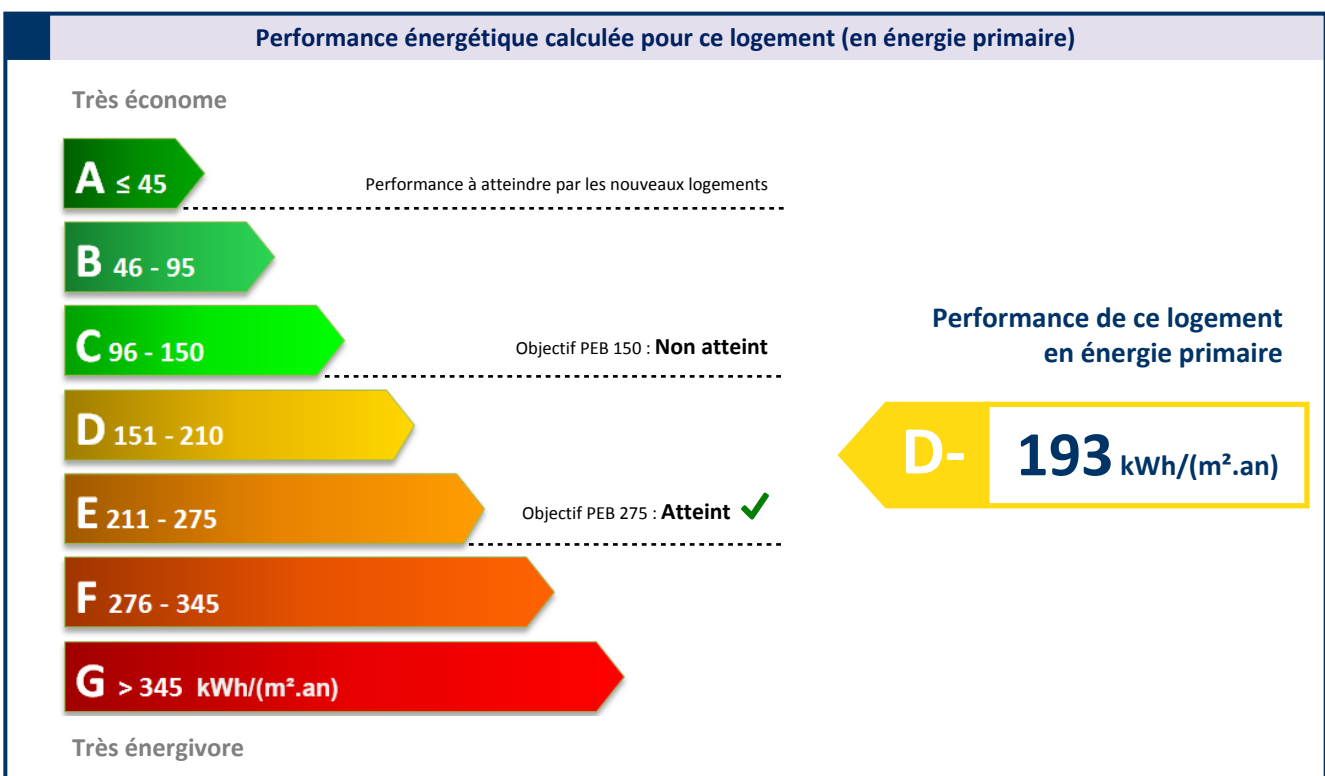 Performance énergétique calculée pour ce logement (en énergie primaire)
Très économe
A ≤ 45
Performance à atteindre par les nouveaux logements
B 46 - 95
C 96 - 150
Objectif PEB 150 : Non atteint
Performance de ce logement
en énergie primaire
D 151 - 210
D- 193 kWh/(m².an)
E 211 - 275
Objectif PEB 275 : Atteint ✓
F 276 - 345
G > 345 kWh/(m².an)
Très énergivore